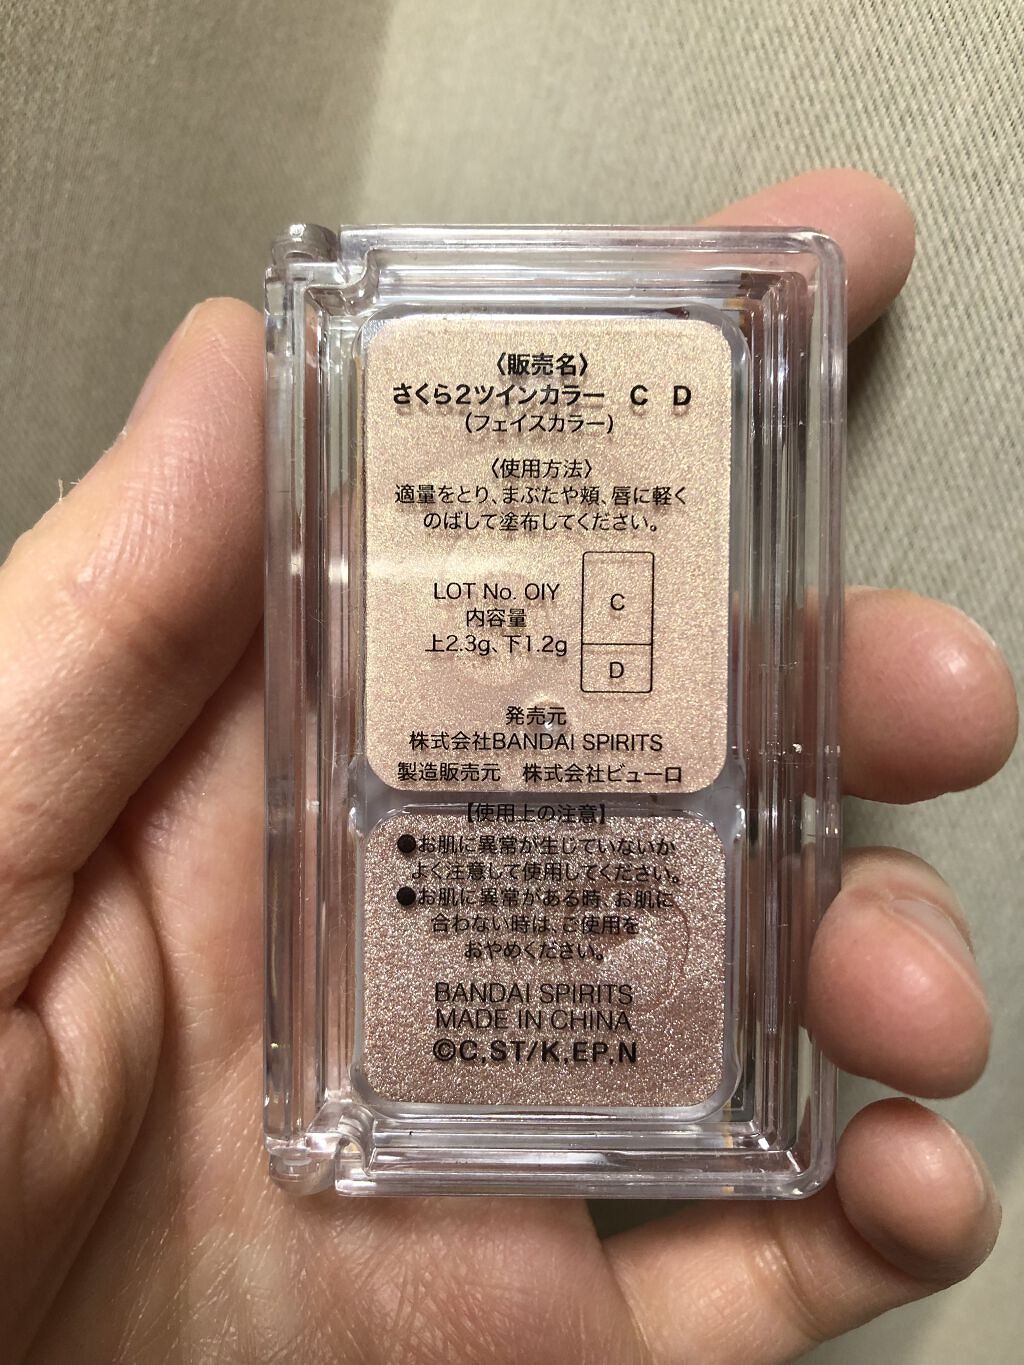 〈販売名〉
さくら2ツインカラー C D
(フェイスカラー)
〈使用方法〉
適量をとり、まぶたや頬、唇に軽く
のばして塗布してください。
LOT No. OIY
内容量
上2.3g、下1.2g
C
D
発売元
株式会社BANDAI SPIRITS
製造販売元 株式会社ビューロ
【使用上の注意】
●お肌に異常が生じていないか
よく注意して使用してください。
●お肌に異常がある時、お肌に
合わない時は、ご使用を
おやめください。
BANDAI SPIRITS
MADE IN CHINA
©C,ST/K,EP,N